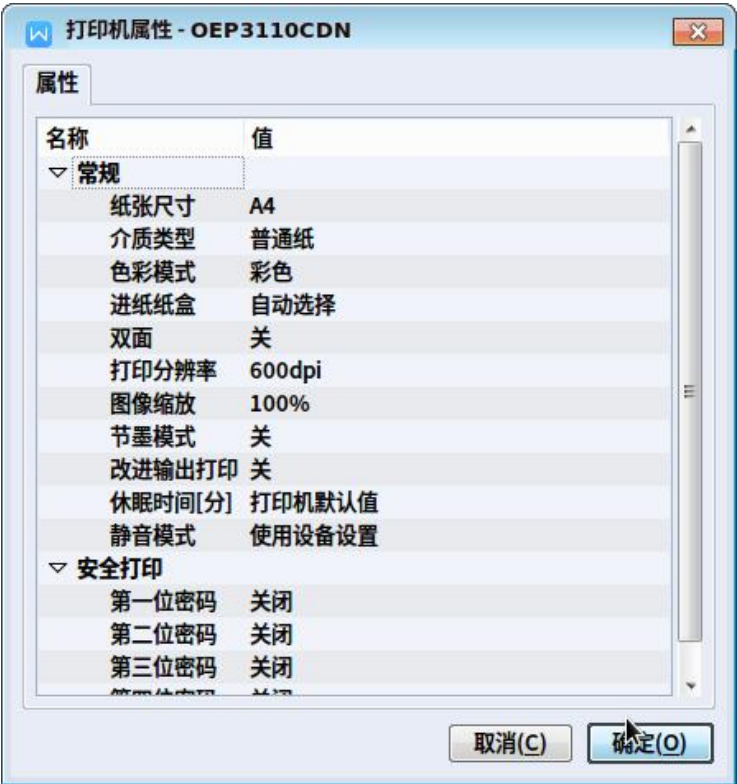 打印机属性 - OEP3110CDN
属性
名称 值
常规
纸张尺寸 A4
介质类型 普通纸
色彩模式 彩色
进纸纸盒 自动选择
双面 关
打印分辨率 600dpi
图像缩放 100%
节墨模式 关
改进输出打印 关
休眠时间[分] 打印机默认值
静音模式 使用设备设置
安全打印
第一位密码 关闭
第二位密码 关闭
第三位密码 关闭
取消(C) 确定(O)